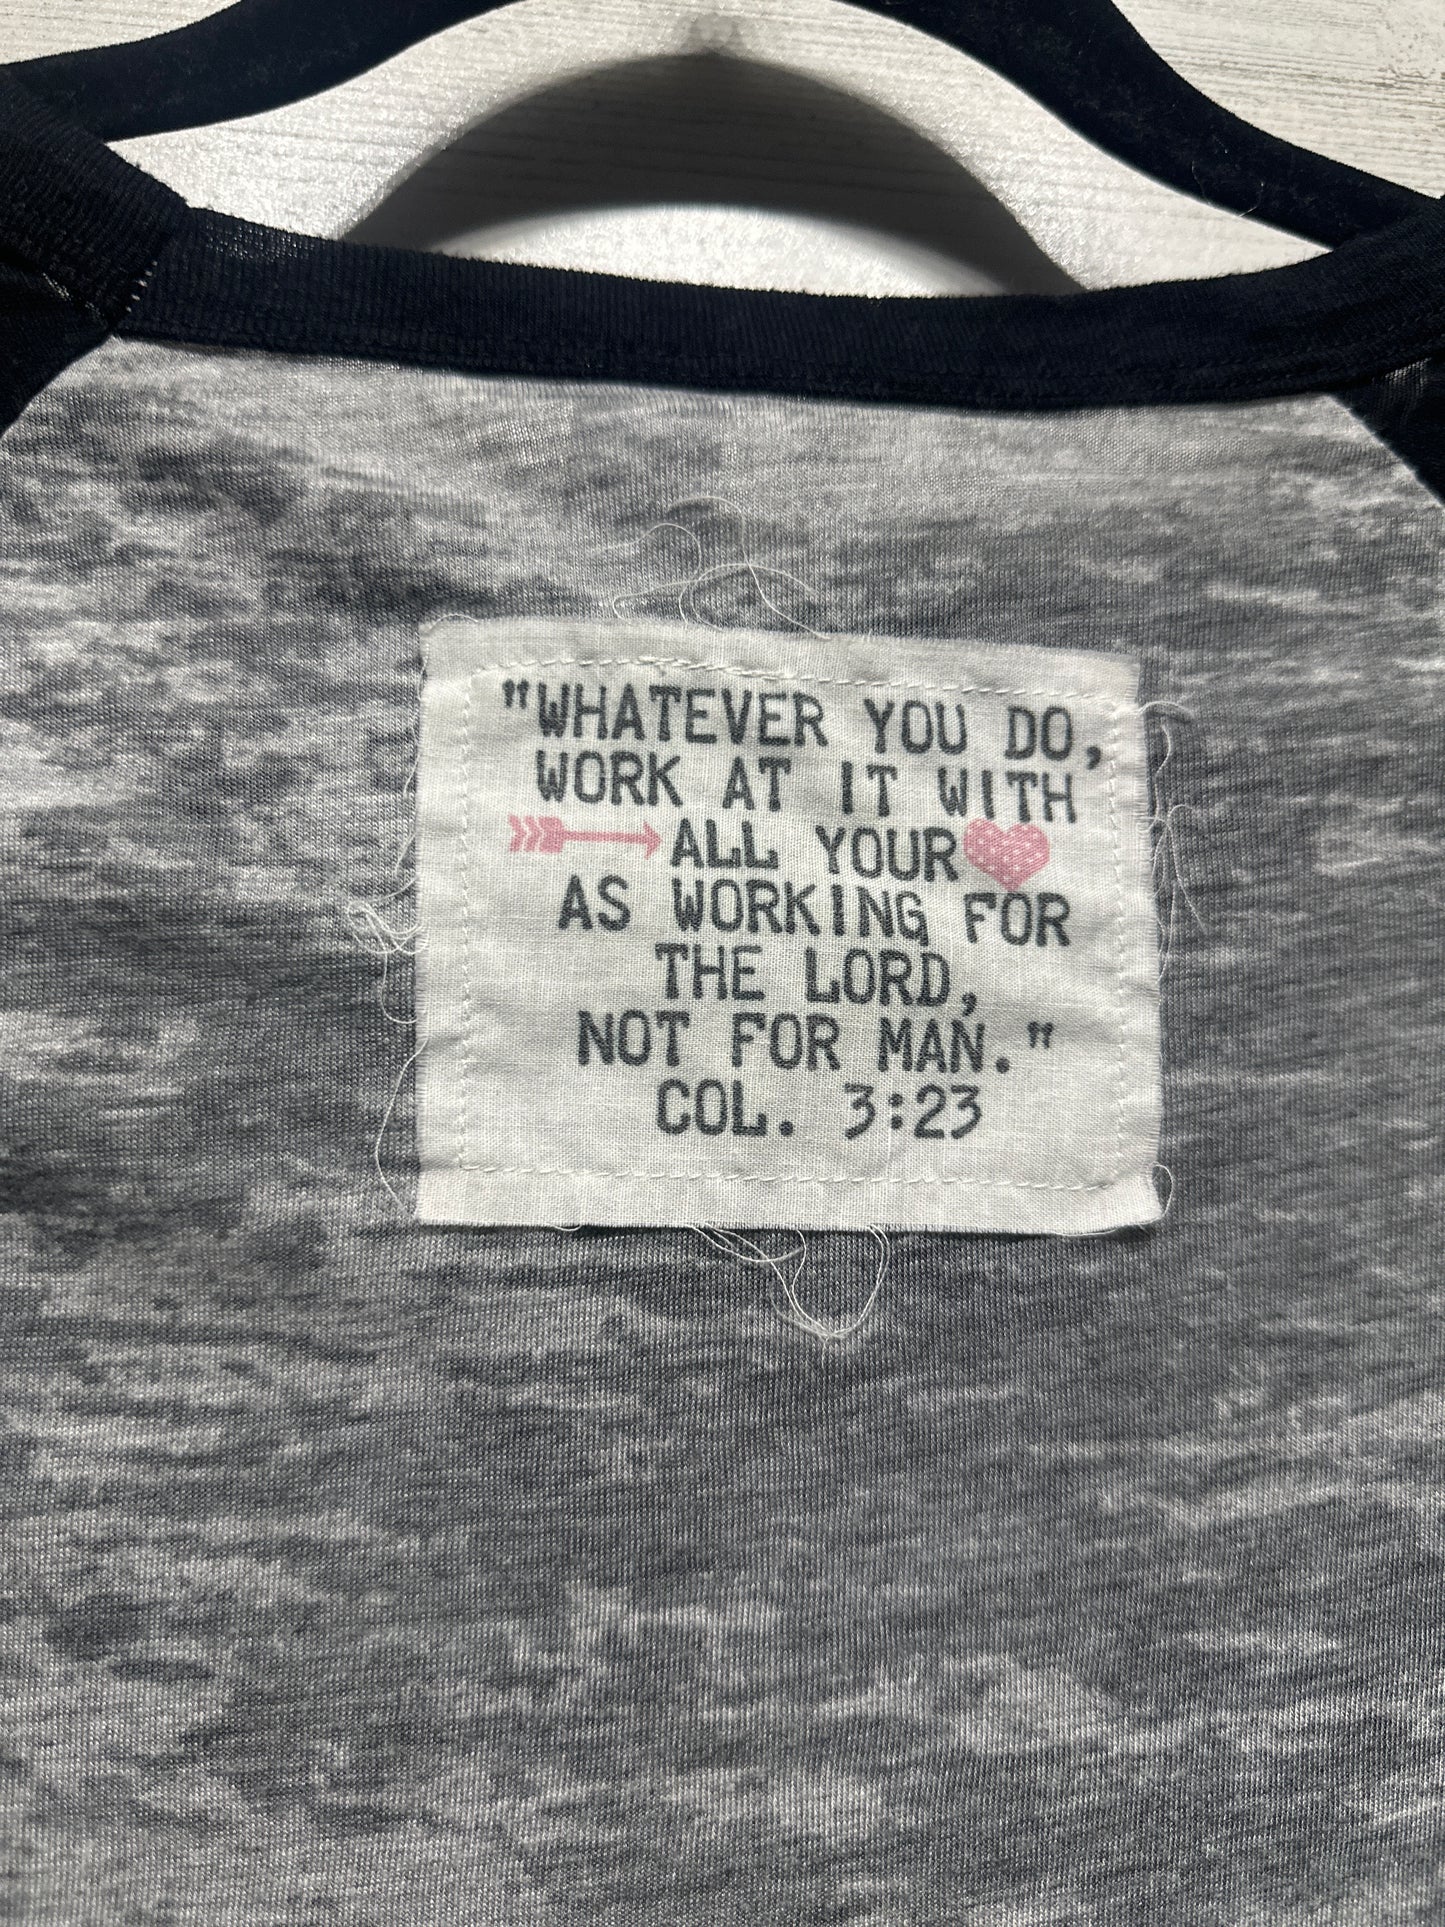 "WHATEVER YOU DO,
WORK AT IT WITH
ALL YOUR
AS WORKING FOR
THE LORD,
NOT FOR MAN."
COL. 3:23